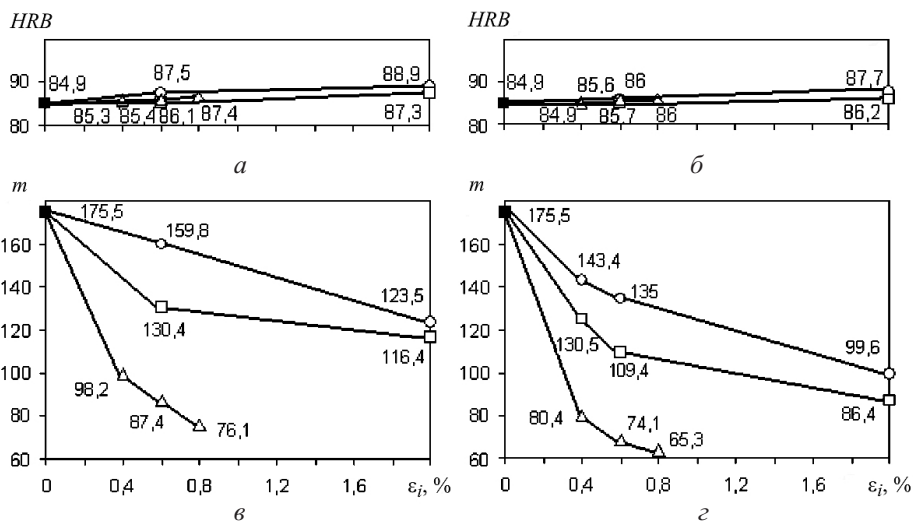 HRB HRB
90 84,9 87,5 88,9 90 84,9 85,6 86 87,7
80 85,3 85,4 86,1 87,4 87,3 80 84,9 85,7 86 86,2
а б
m m
175,5 175,5
160 159,8 160 143,4
140 123,5 140 135
120 130,4 120 130,5 109,4 99,6
100 116,4 100
98,2 80,4 86,4
80 87,4 76,1 80 74,1 65,3
60 60
0 0,4 0,8 1,2 1,6 εi, % 0 0,4 0,8 1,2 1,6 εi, %
в г